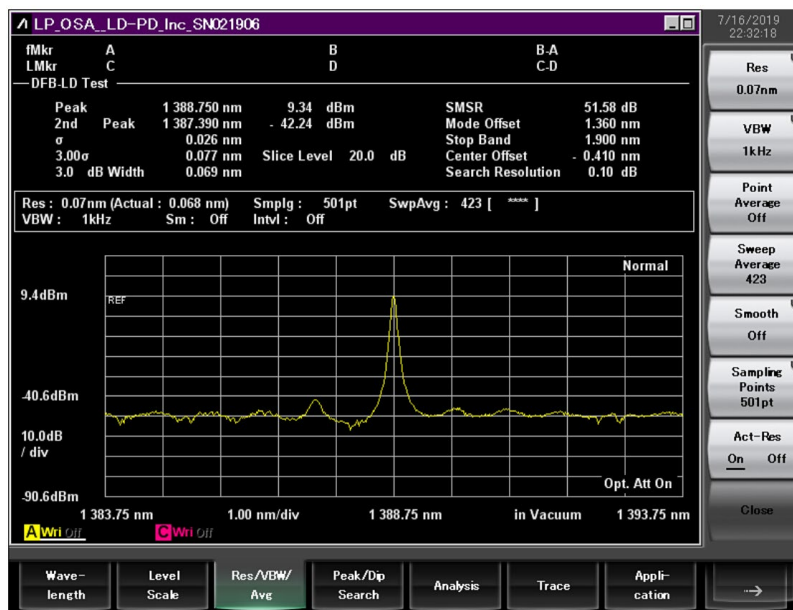 LP_OSA__LD-PD_Inc_SN021906
7/16/2019
22:32:18
fMkr A B B-A
LMkr C D C-D
DFB-LD Test
Peak 1 388.750 nm 9.34 dBm SMSR 51.58 dB
2nd Peak 1 387.390 nm - 42.24 dBm Mode Offset 1.360 nm
σ 0.026 nm Stop Band 1.900 nm
3.00σ 0.077 nm Slice Level 20.0 dB Center Offset - 0.410 nm
3.0 dB Width 0.069 nm Search Resolution 0.10 dB
Res : 0.07nm (Actual : 0.068 nm) Smplg : 501pt SwpAvg : 423 [ **** ]
VBW : 1kHz Sm : Off Intvl : Off
Normal
9.4dBm
REF
-40.6dBm
10.0dB
/ div
Opt. Att On
-90.6dBm
1 383.75 nm 1.00 nm/div 1 388.75 nm in Vacuum 1 393.75 nm
A Wri Off C Wri Off
Res
0.07nm
VBW
1kHz
Point
Average
Off
Sweep
Average
423
Smooth
Off
Sampling
Points
501pt
Act-Res
On Off
Close
Wave-
length
Level
Scale
Res/VBW/
Avg
Peak/Dip
Search
Analysis
Trace
Appli-
cation